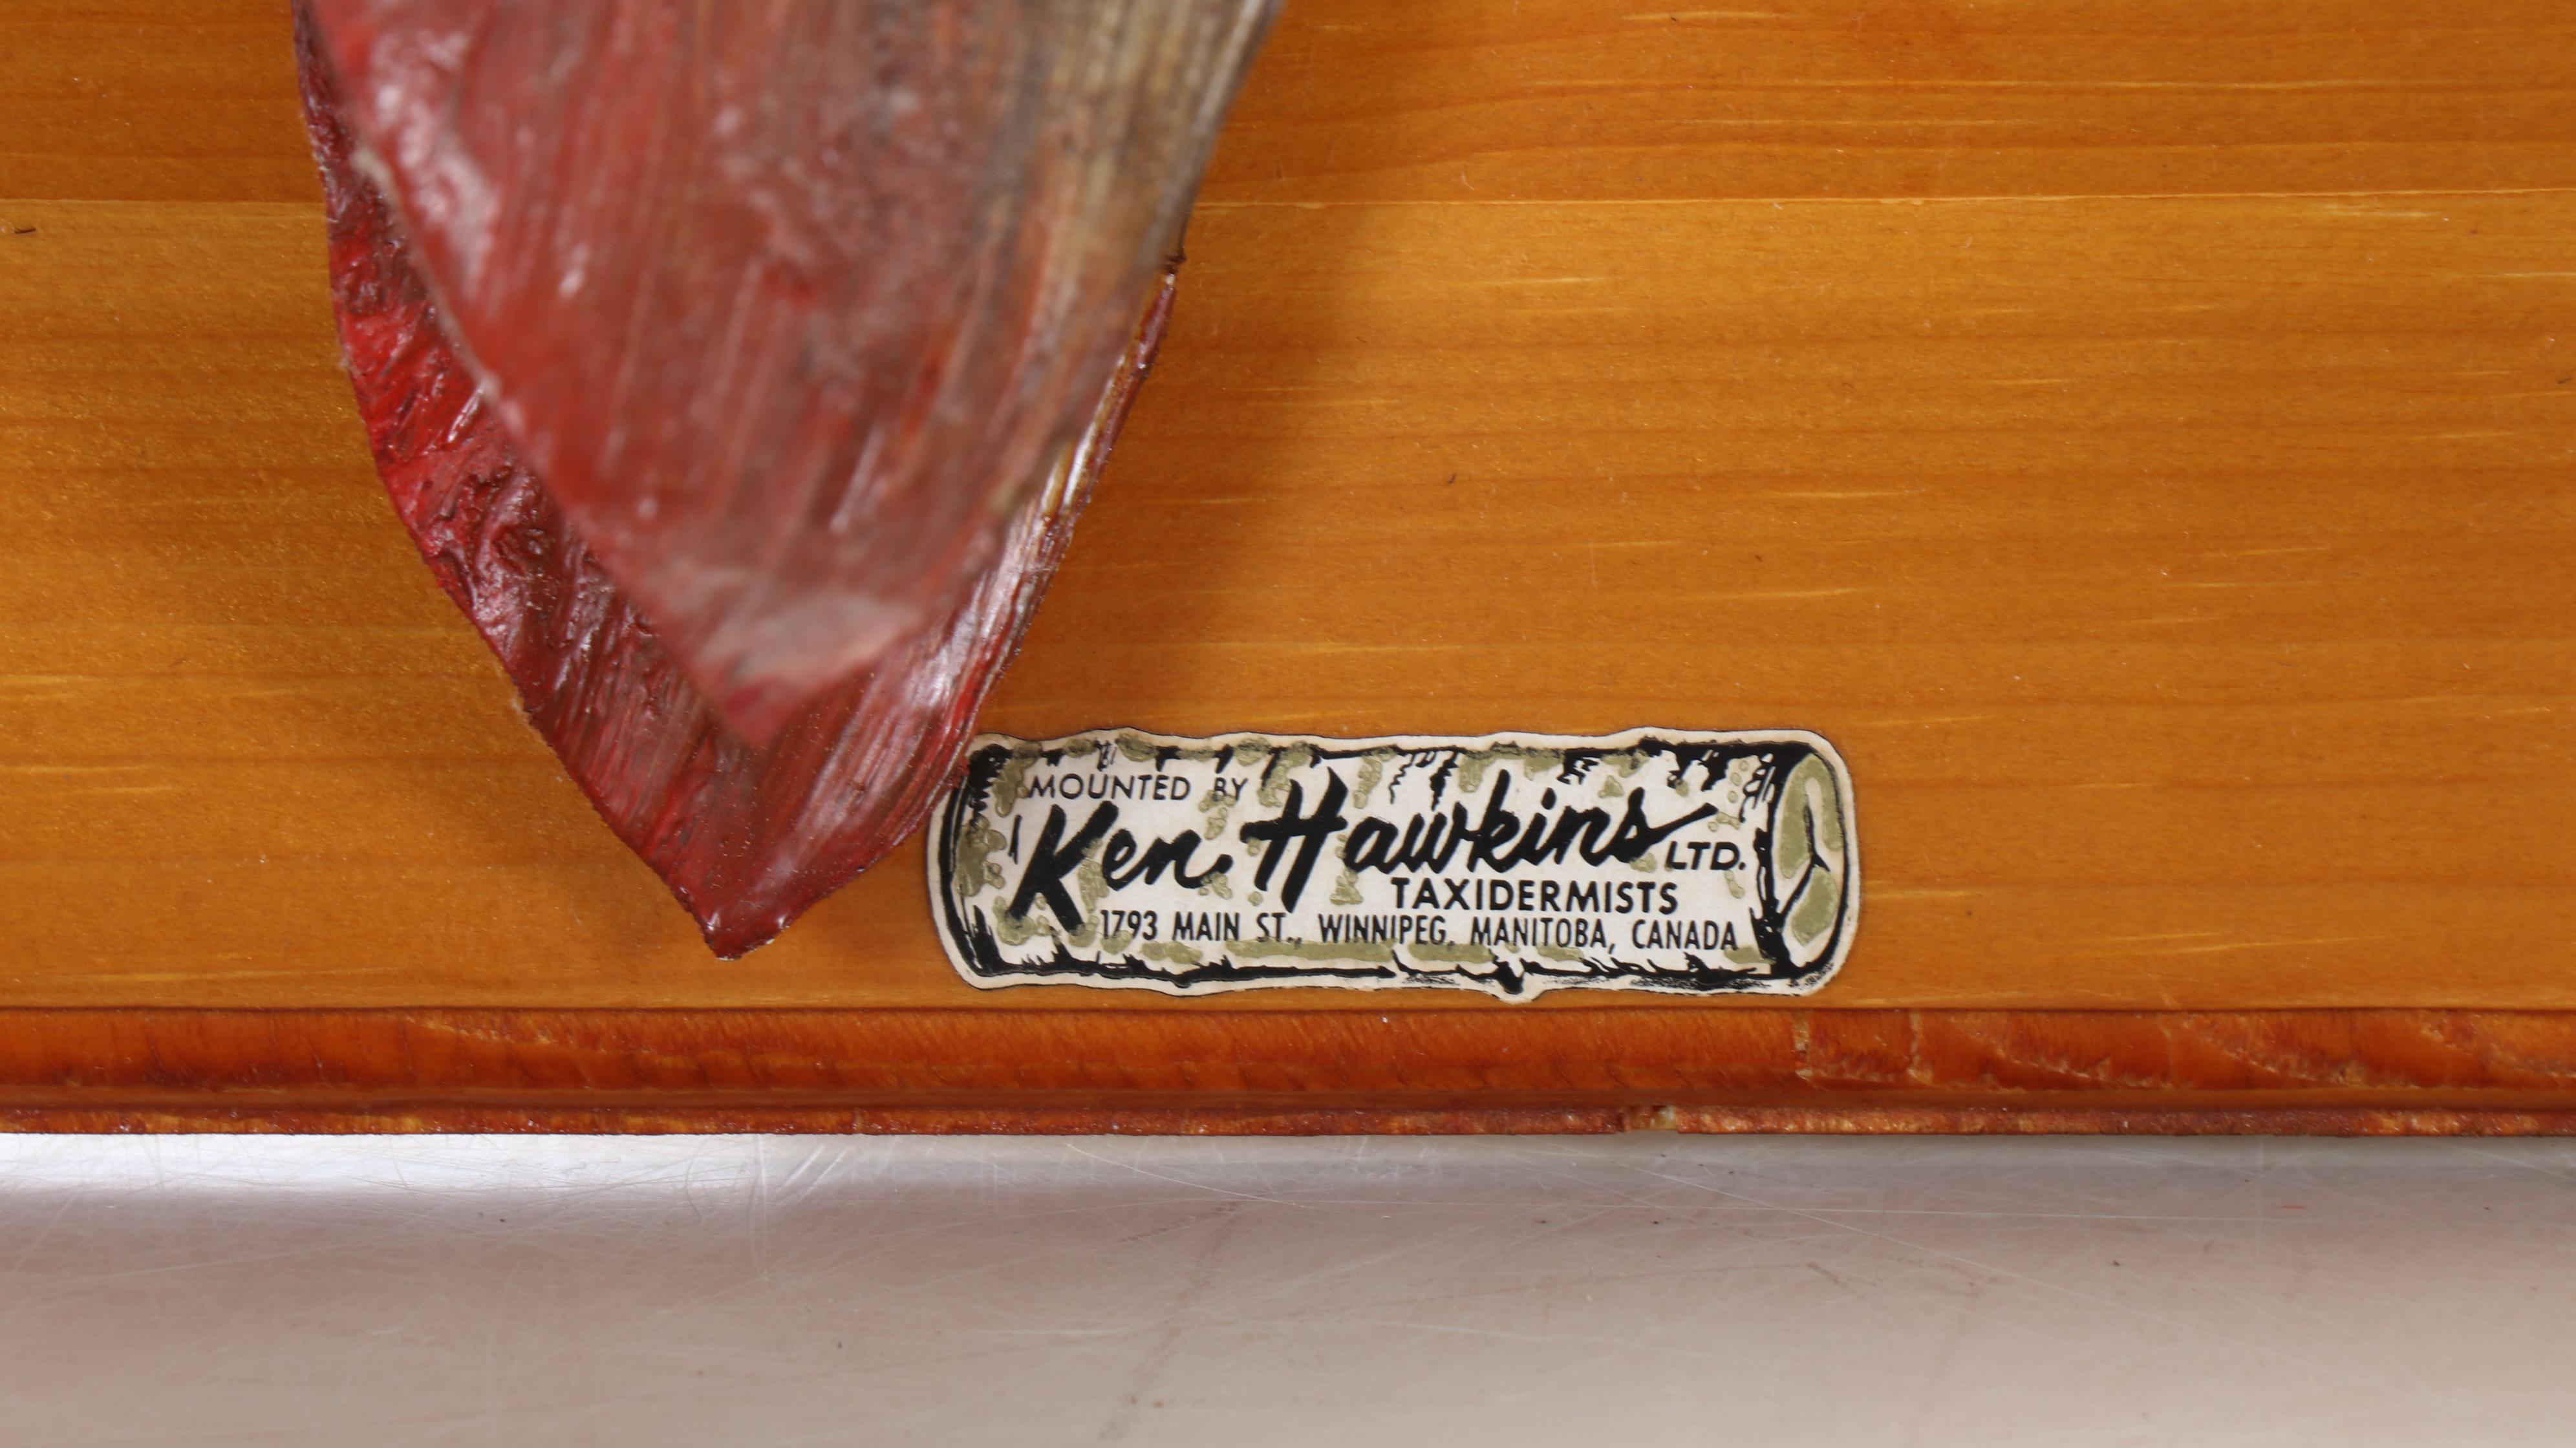 MOUNTED BY
Ken Hawkins LTD.
TAXIDERMISTS
1793 MAIN ST., WINNIPEG, MANITOBA, CANADA